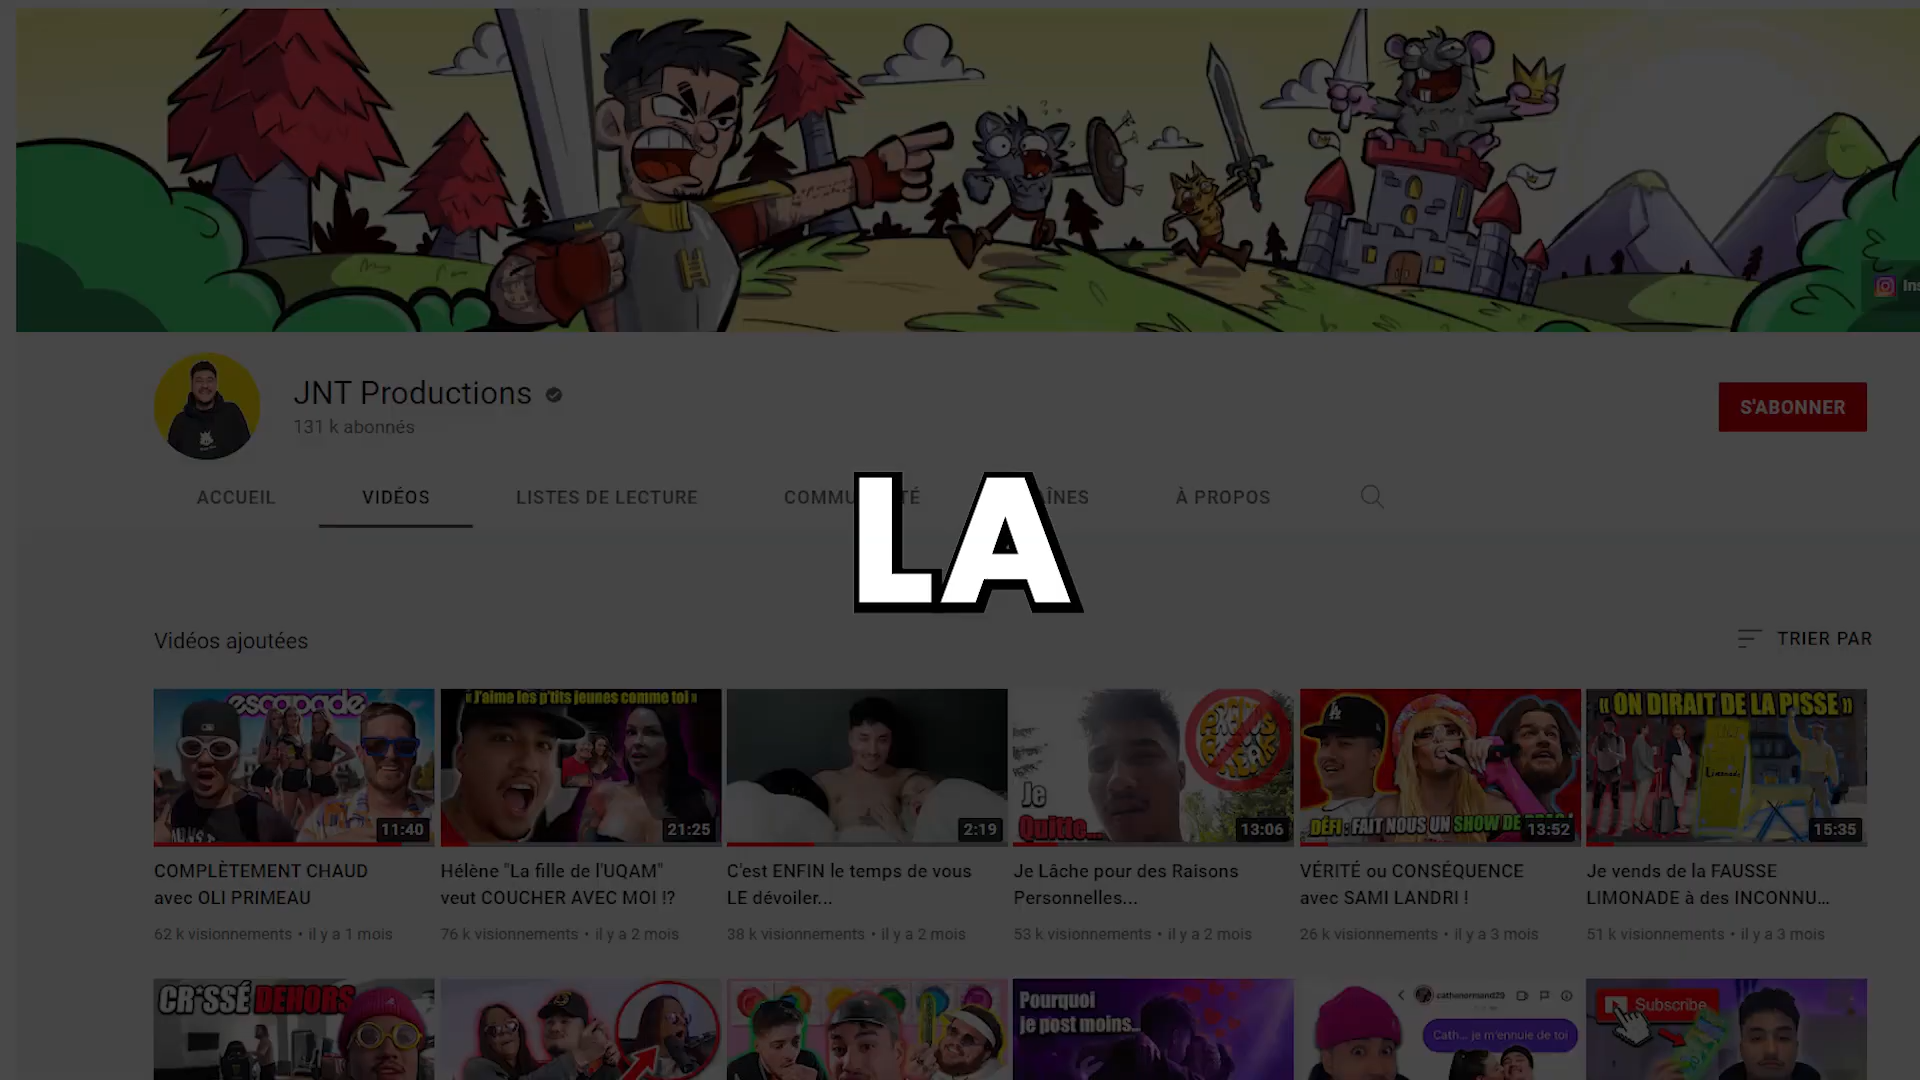 Ins
JNT Productions
131 k abonnés
S'ABONNER
ACCUEIL
VIDÉOS
LISTES DE LECTURE
COMMU
TÉ
ÎNES
À PROPOS
LA
Vidéos ajoutées
TRIER PAR
escapade
11:40
« J'aime les p'tits jeunes comme toi »
21:25
2:19
Je
Quitte...
13:06
DÉFI : FAIT NOUS UN SHOW DE
13:52
« ON DIRAIT DE LA PISSE »
Limonade
15:35
COMPLÈTEMENT CHAUD
avec OLI PRIMEAU
62 k visionnements • il y a 1 mois
Hélène "La fille de l'UQAM"
veut COUCHER AVEC MOI !?
76 k visionnements • il y a 2 mois
C'est ENFIN le temps de vous
LE dévoiler...
38 k visionnements • il y a 2 mois
Je Lâche pour des Raisons
Personnelles...
53 k visionnements • il y a 2 mois
VÉRITÉ ou CONSÉQUENCE
avec SAMI LANDRI !
26 k visionnements • il y a 3 mois
Je vends de la FAUSSE
LIMONADE à des INCONNU...
51 k visionnements • il y a 3 mois
CR*SSÉ DEHORS
Pourquoi
je post moins...
cathanormand29
Cath... je m'ennuie de toi
Subscribe